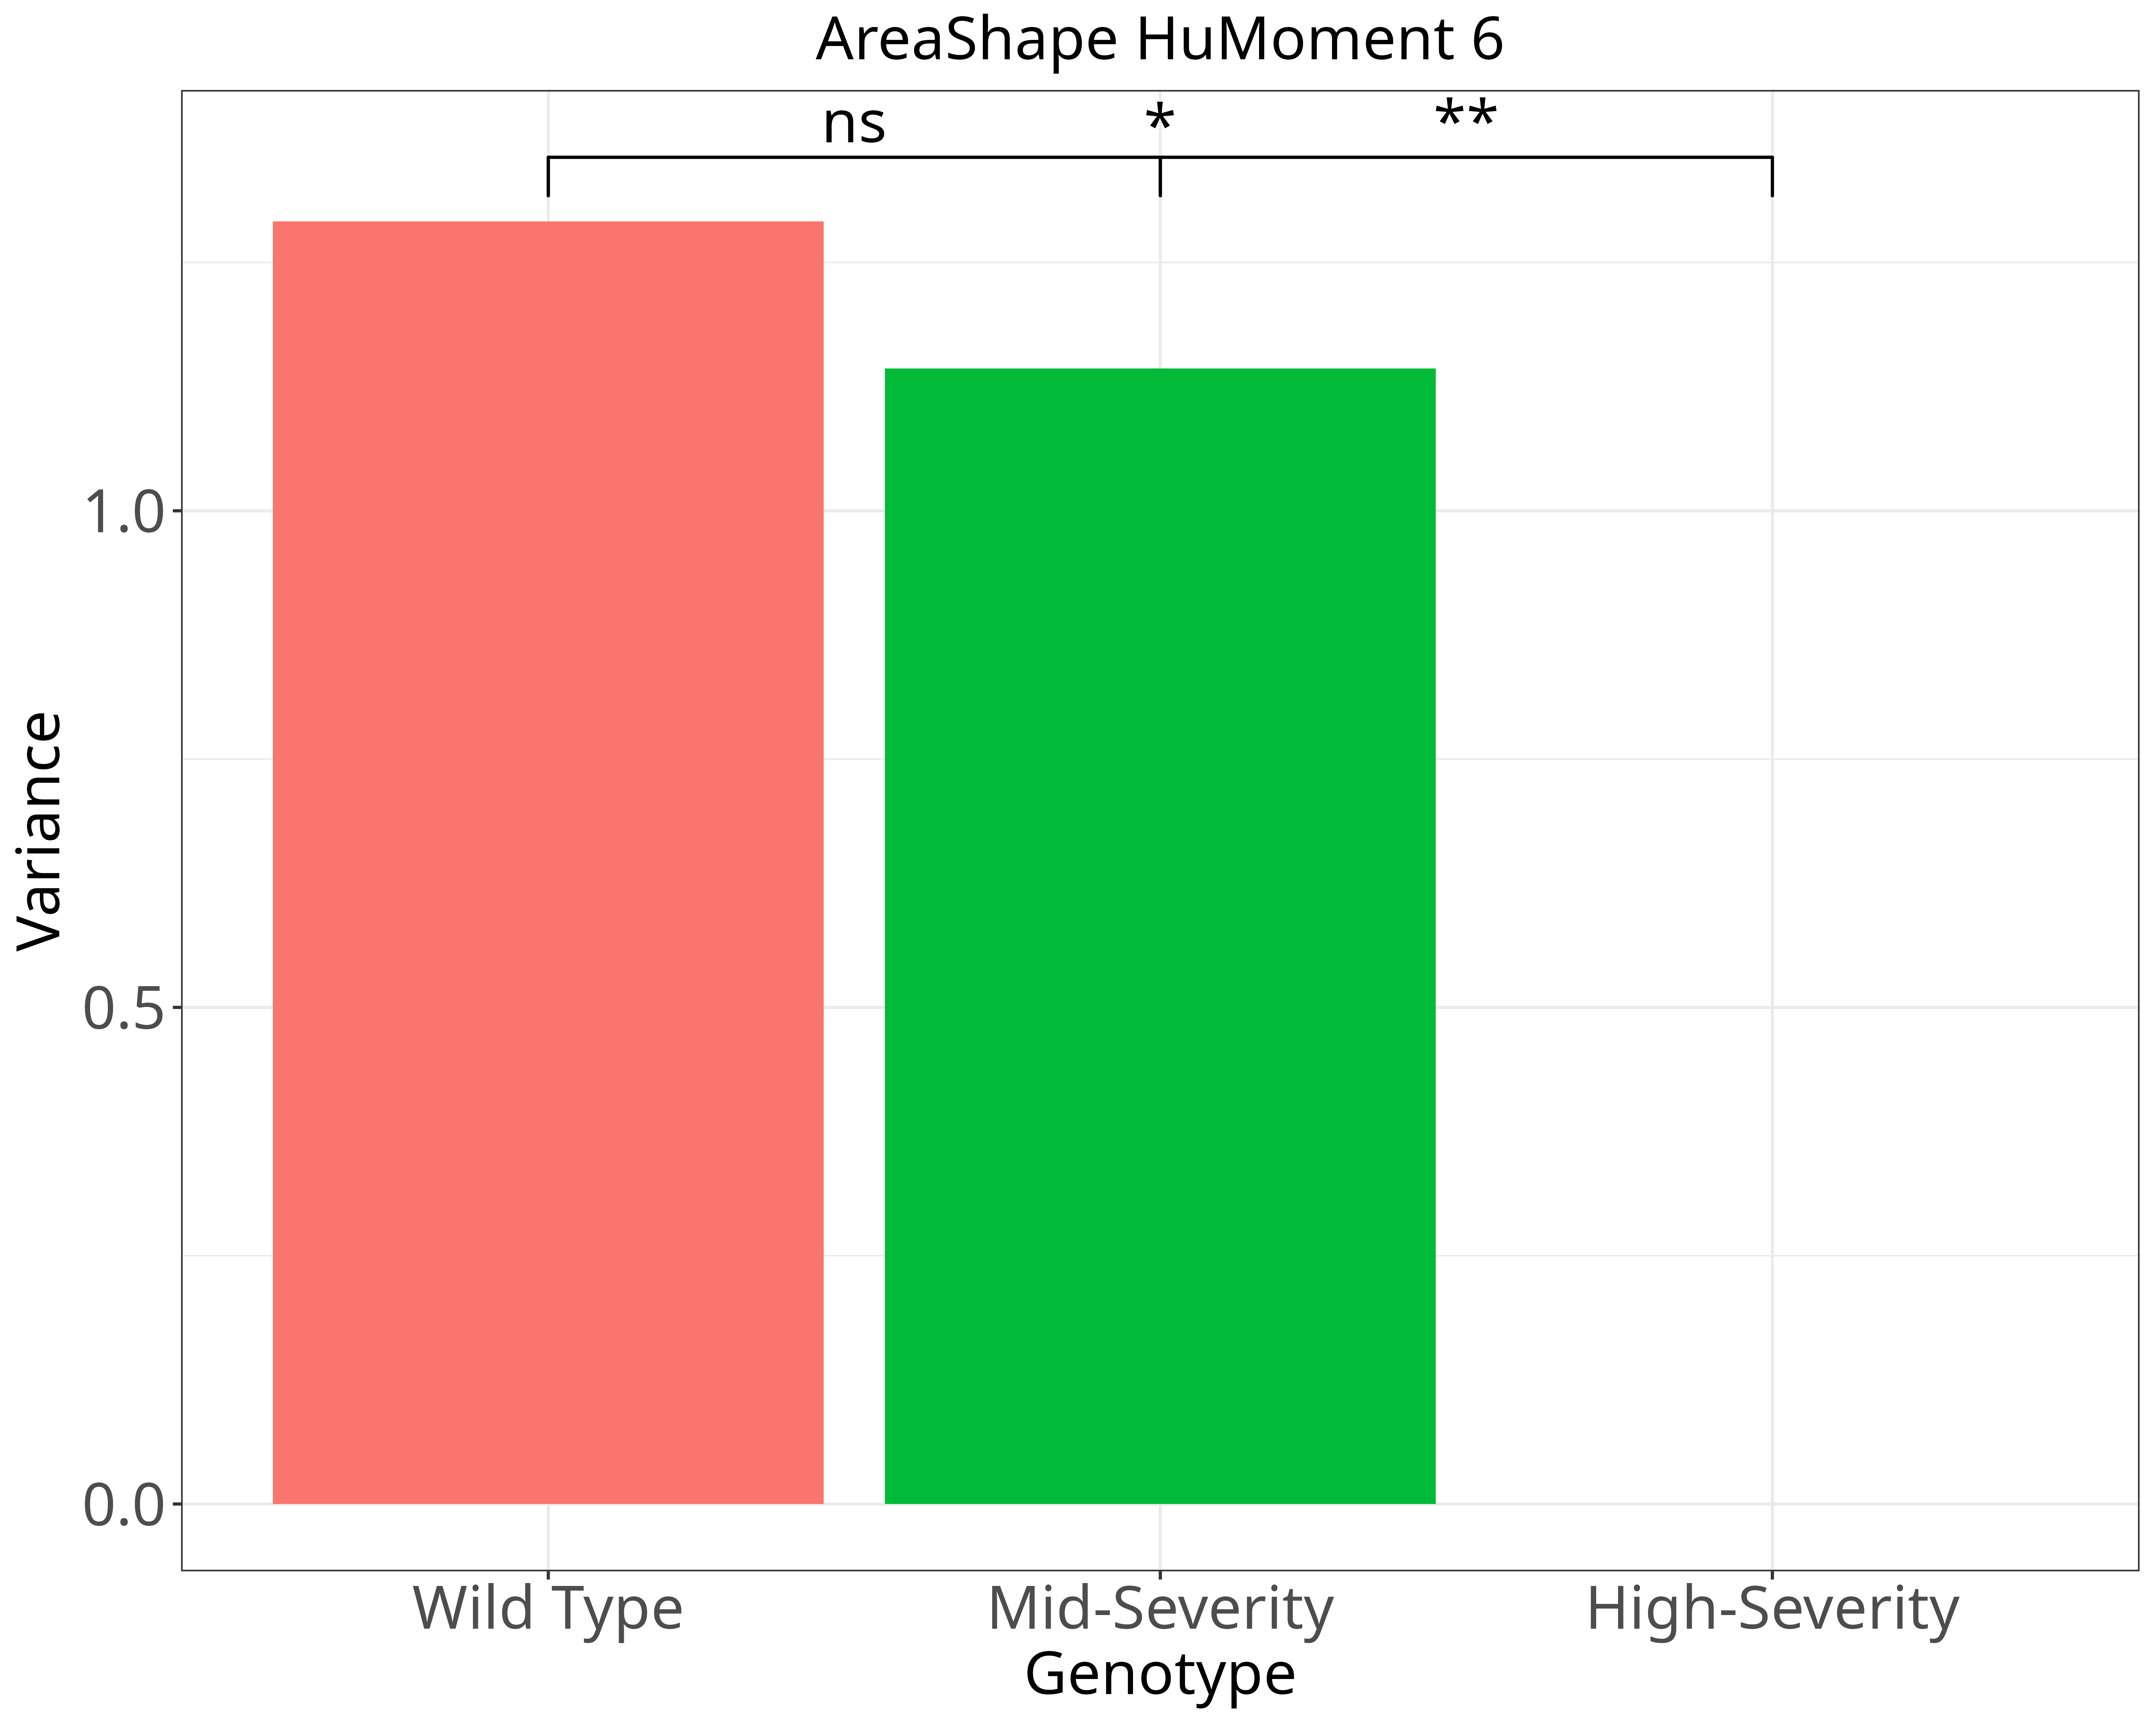 AreaShape HuMoment 6
ns * **
Variance
1.0
0.5
0.0
Wild Type Mid-Severity High-Severity
Genotype